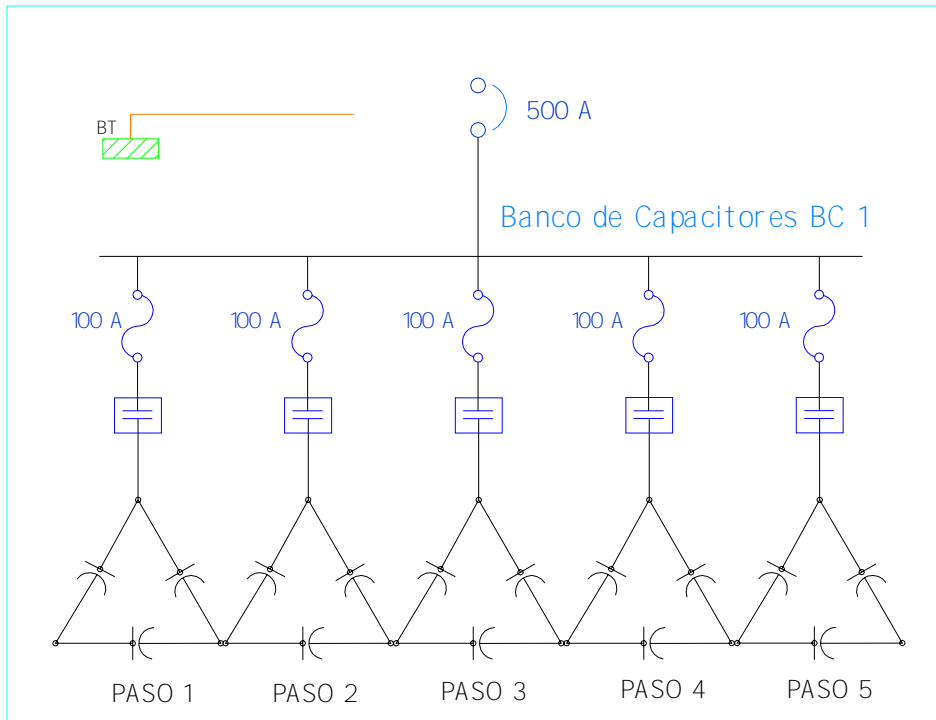 500 A
BT
Banco de Capacitores BC 1
100 A 100 A 100 A 100 A 100 A
PASO 1 PASO 2 PASO 3 PASO 4 PASO 5